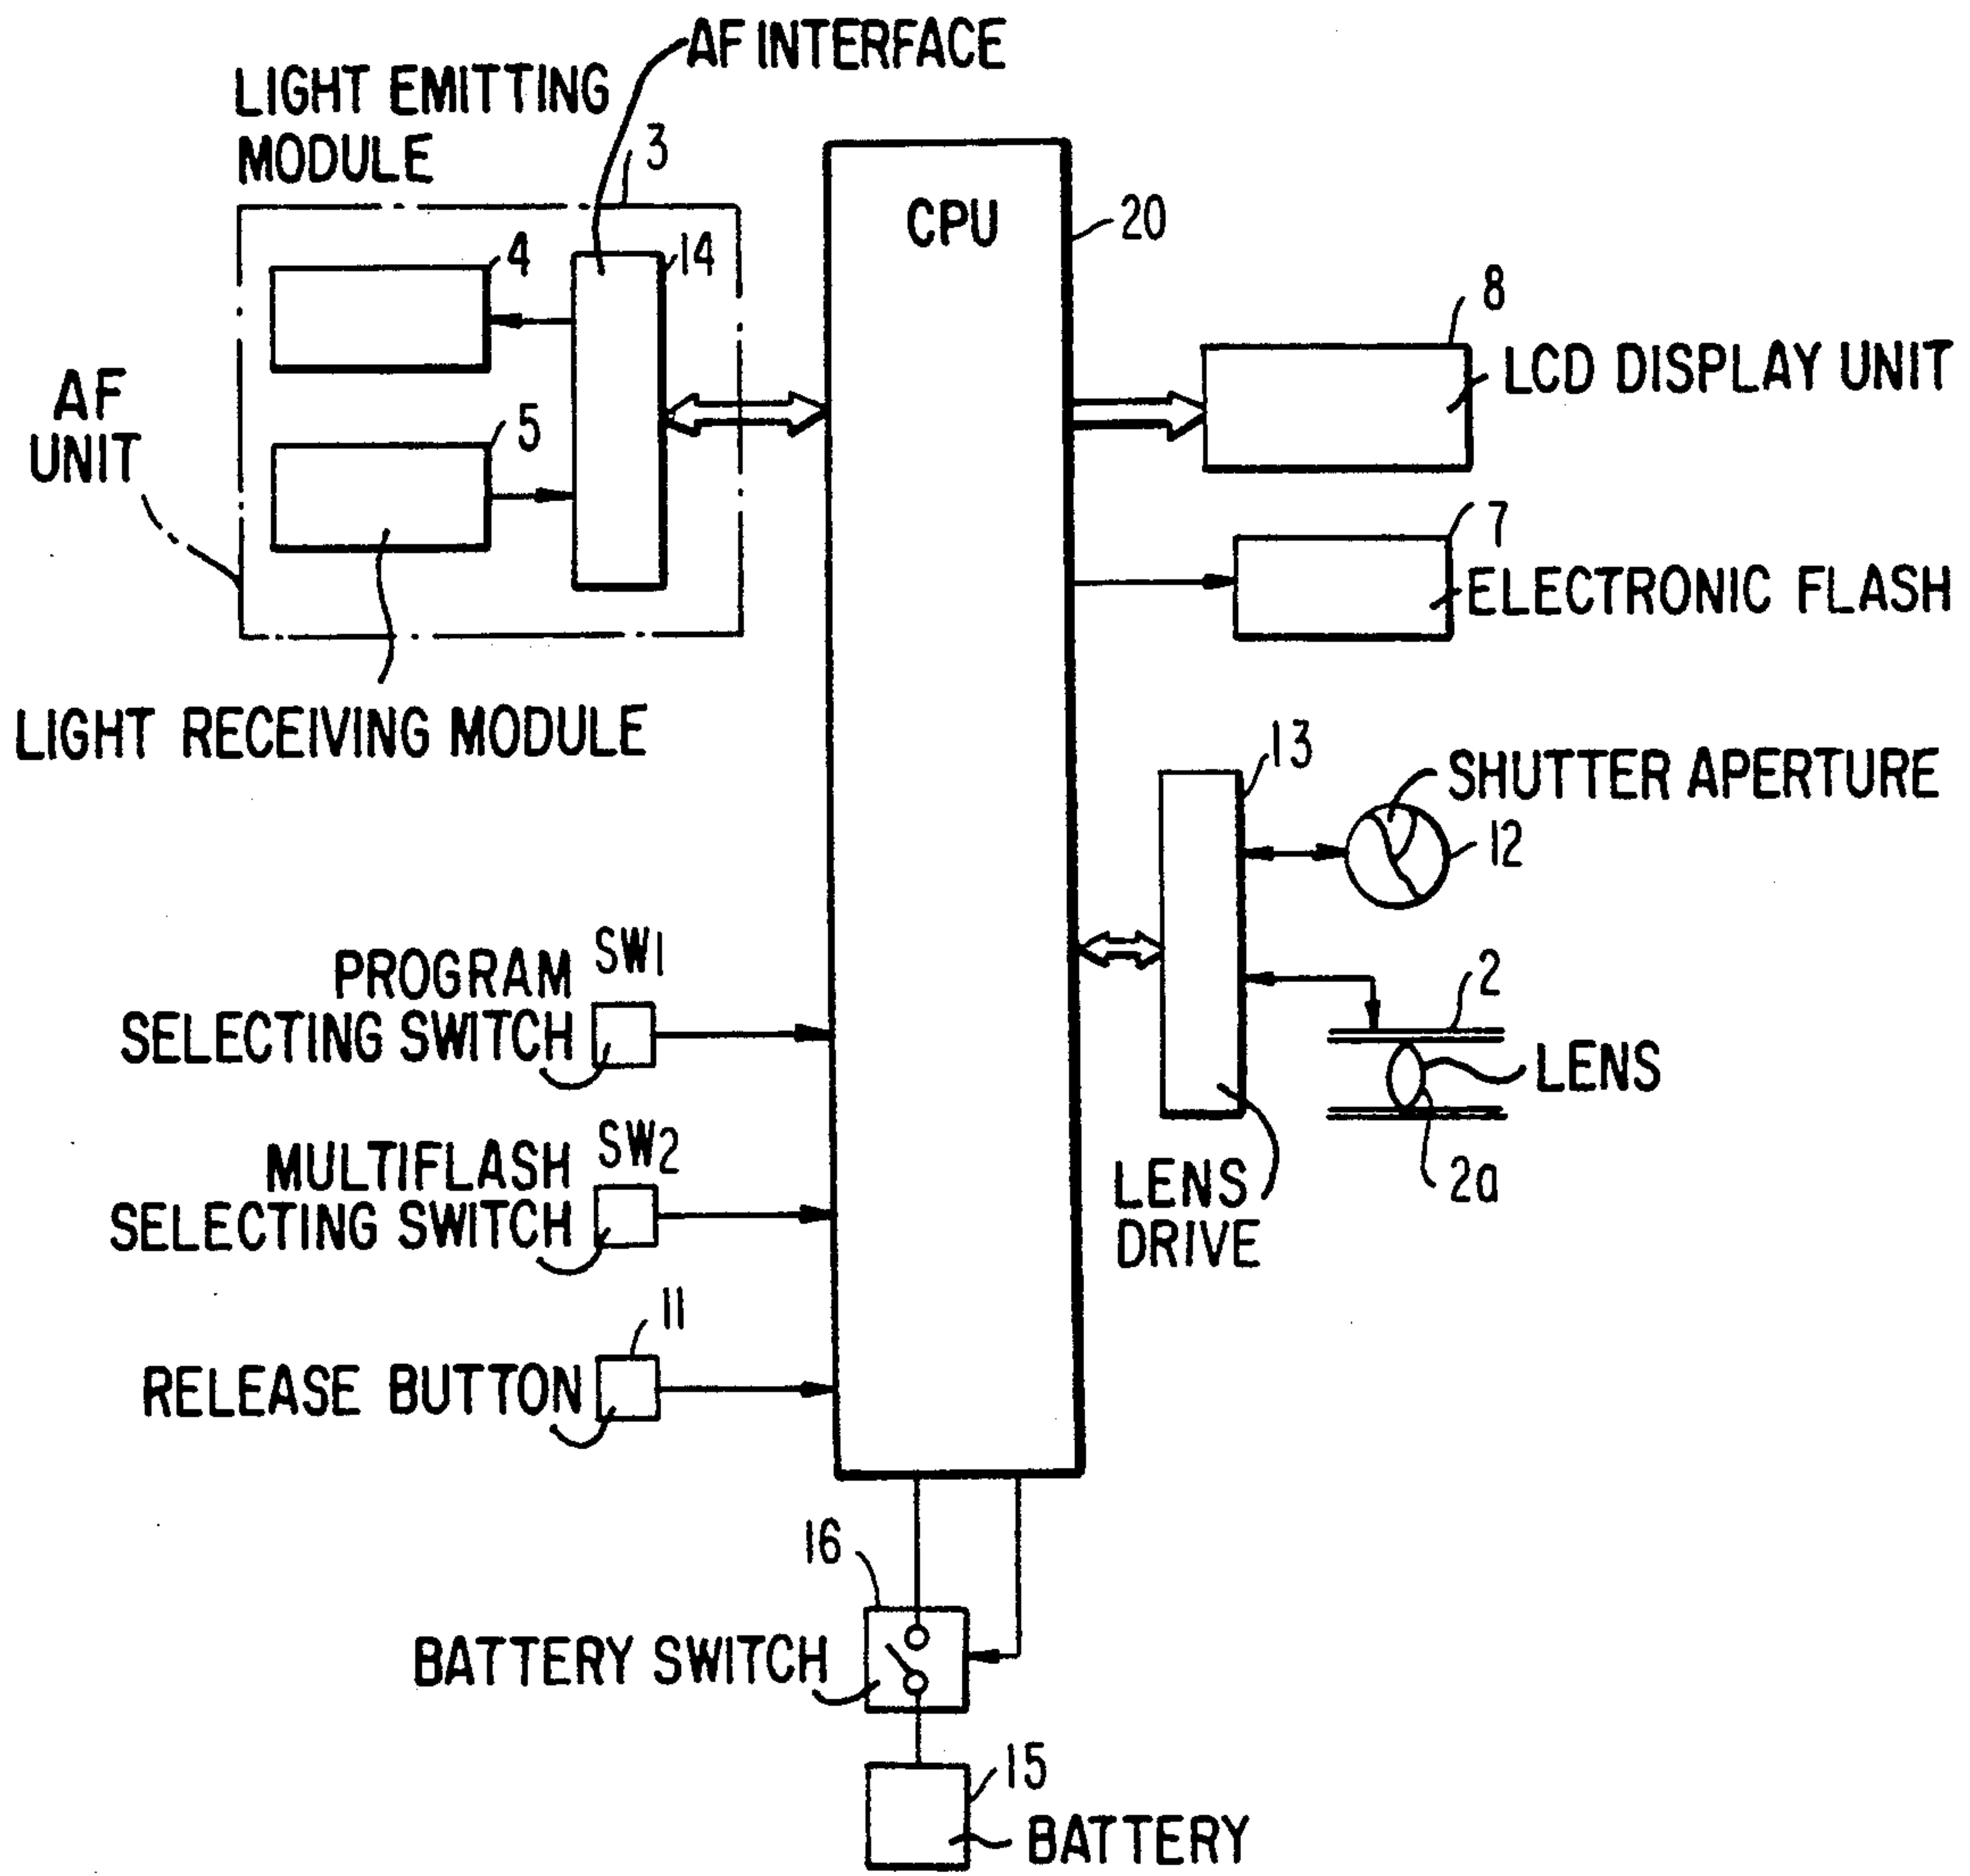 AF INTERFACE
LIGHT EMITTING
MODULE
3
CPU
20
4
14
8
LCD DISPLAY UNIT
AF
UNIT
5
7
ELECTRONIC FLASH
LIGHT RECEIVING MODULE
13
SHUTTER APERTURE
12
PROGRAM
SELECTING SWITCH
SW1
2
LENS
2a
MULTIFLASH
SELECTING SWITCH
SW2
LENS
DRIVE
11
RELEASE BUTTON
16
BATTERY SWITCH
15
BATTERY